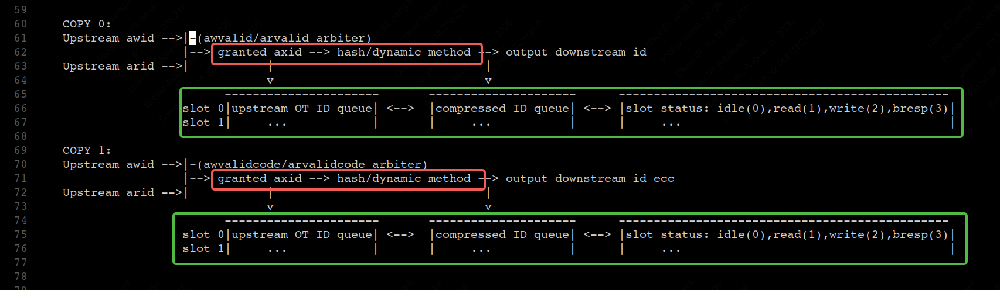 59
60 COPY 0:
61 Upstream awid -->|-(awvalid/arvalid arbiter)
62 |--> granted axid --> hash/dynamic method --> output downstream id
63 Upstream arid -->| | |
64 v v
65 ---------------------- --------------------- -----------------------------------------------
66 slot 0|upstream OT ID queue| <--> |compressed ID queue| <--> |slot status: idle(0),read(1),write(2),bresp(3)|
67 slot 1| ... | | ... | | ... |
68
69 COPY 1:
70 Upstream awid -->|-(awvalidcode/arvalidcode arbiter)
71 |--> granted axid --> hash/dynamic method --> output downstream id ecc
72 Upstream arid -->| | |
73 v v
74 ---------------------- --------------------- -----------------------------------------------
75 slot 0|upstream OT ID queue| <--> |compressed ID queue| <--> |slot status: idle(0),read(1),write(2),bresp(3)|
76 slot 1| ... | | ... | | ... |
77
78